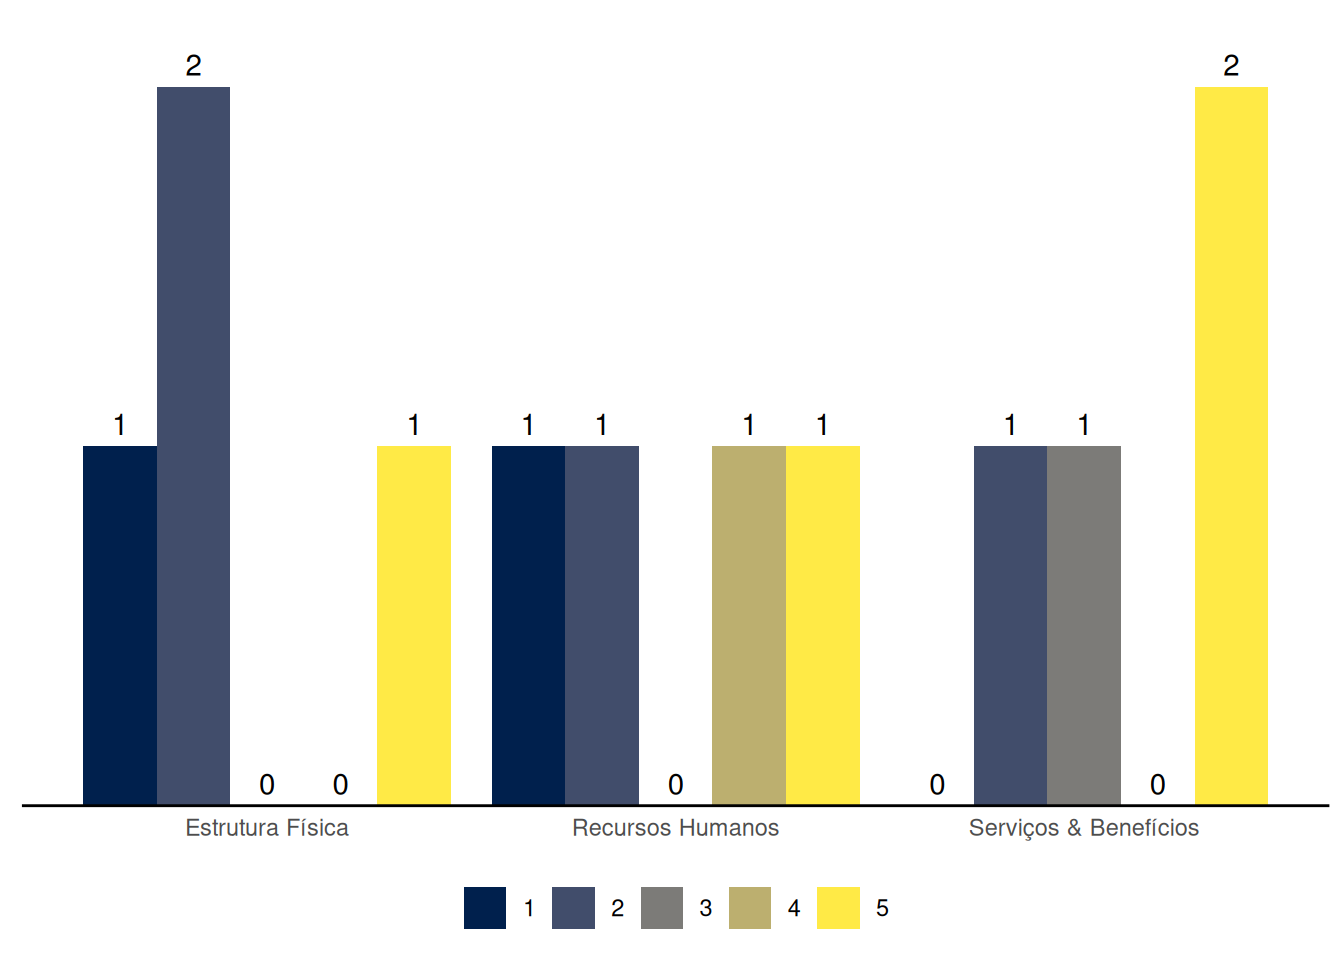 2 2
1 1 1 1 1 1 1 1
0 0 0 0 0
Estrutura Física Recursos Humanos Serviços & Benefícios
1 2 3 4 5